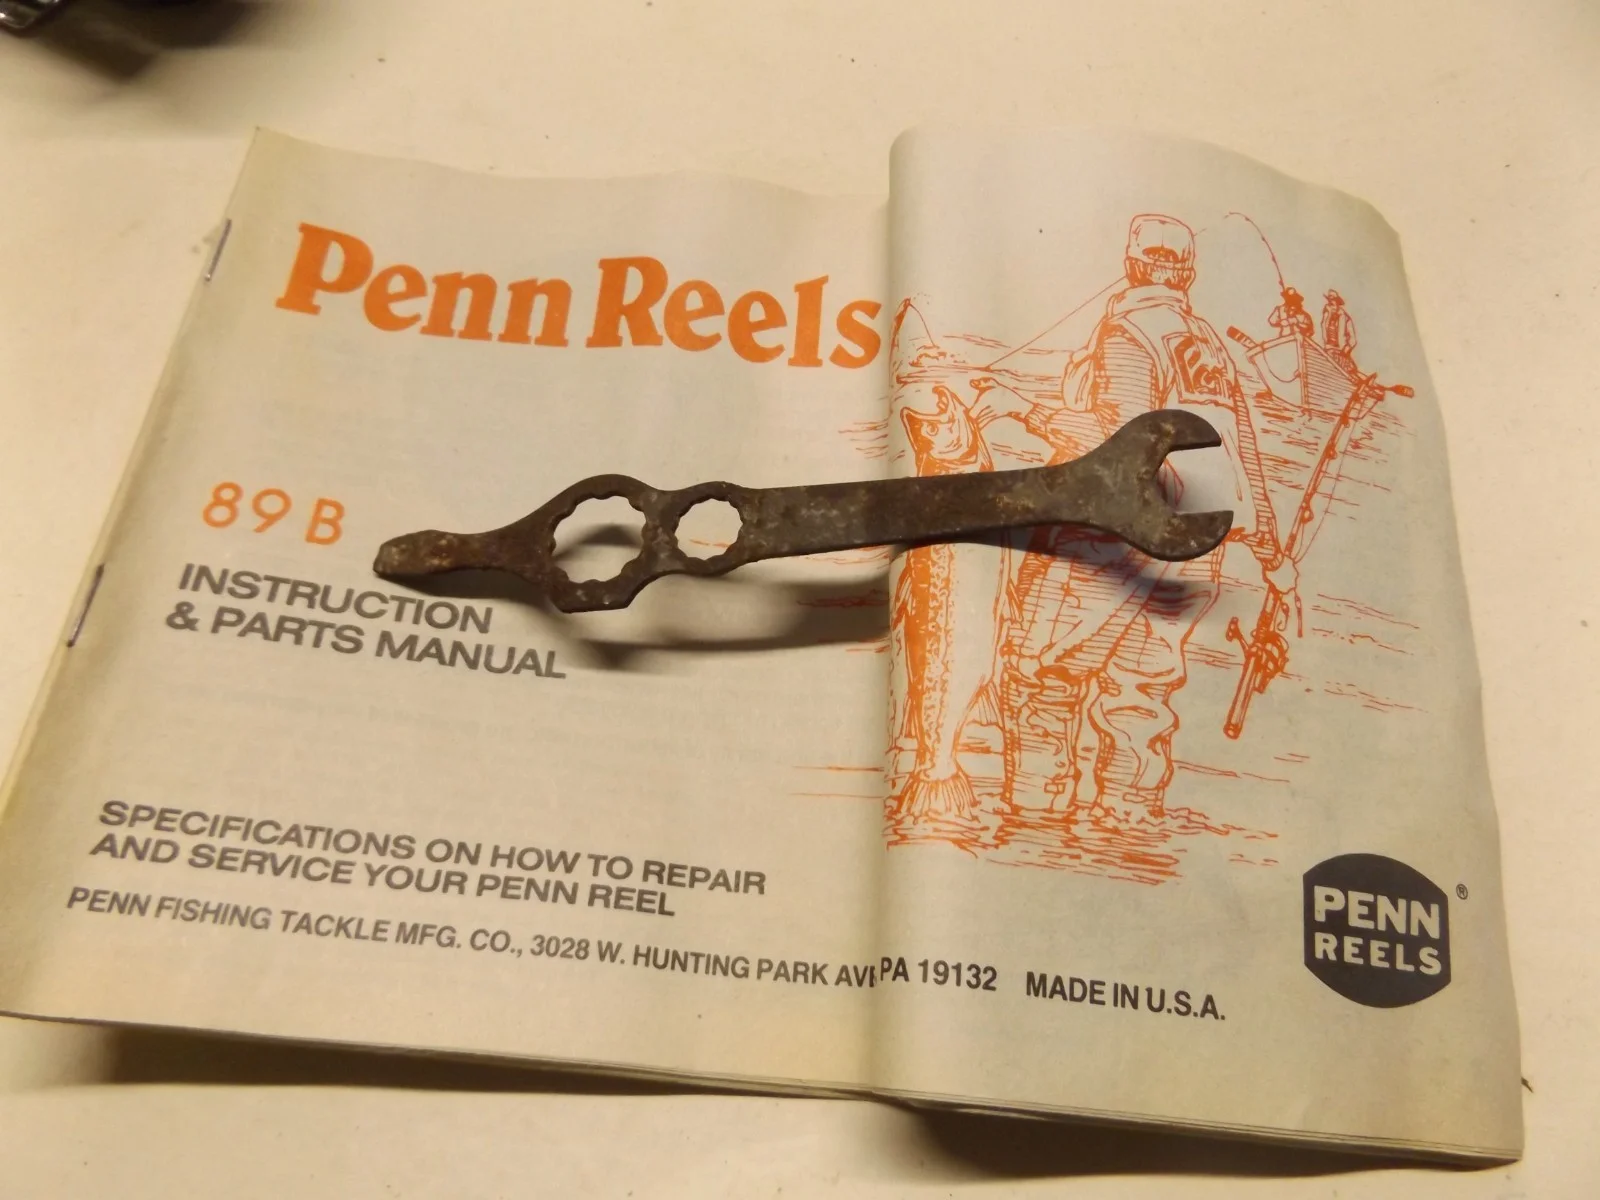 Penn Reels
89 B
INSTRUCTION
& PARTS MANUAL
SPECIFICATIONS ON HOW TO REPAIR
AND SERVICE YOUR PENN REEL
PENN FISHING TACKLE MFG. CO., 3028 W. HUNTING PARK PA 19132 MADE IN U.S.A.
PENN ®
REELS